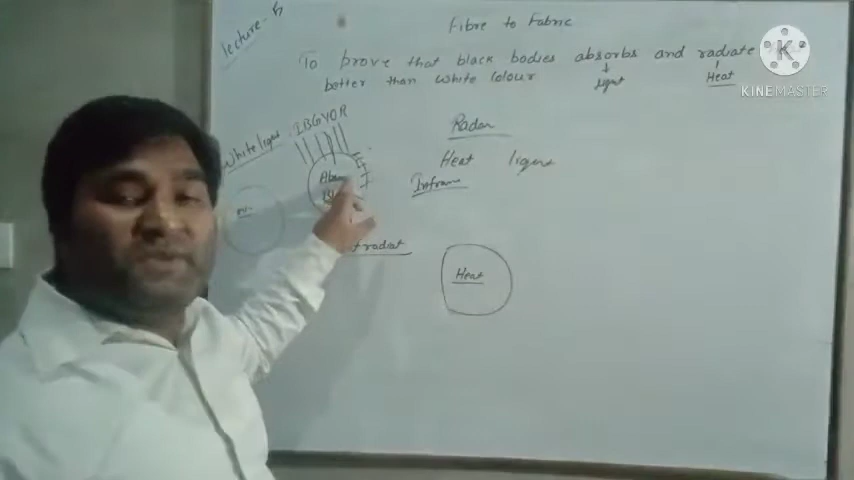 lecture-5
Fibre to Fabric
To prove that black bodies absorbs and radiate
better than White Colour
light
Heat
KINEMASTER
White light
IBGYOR
Radar
Heat light
Heat